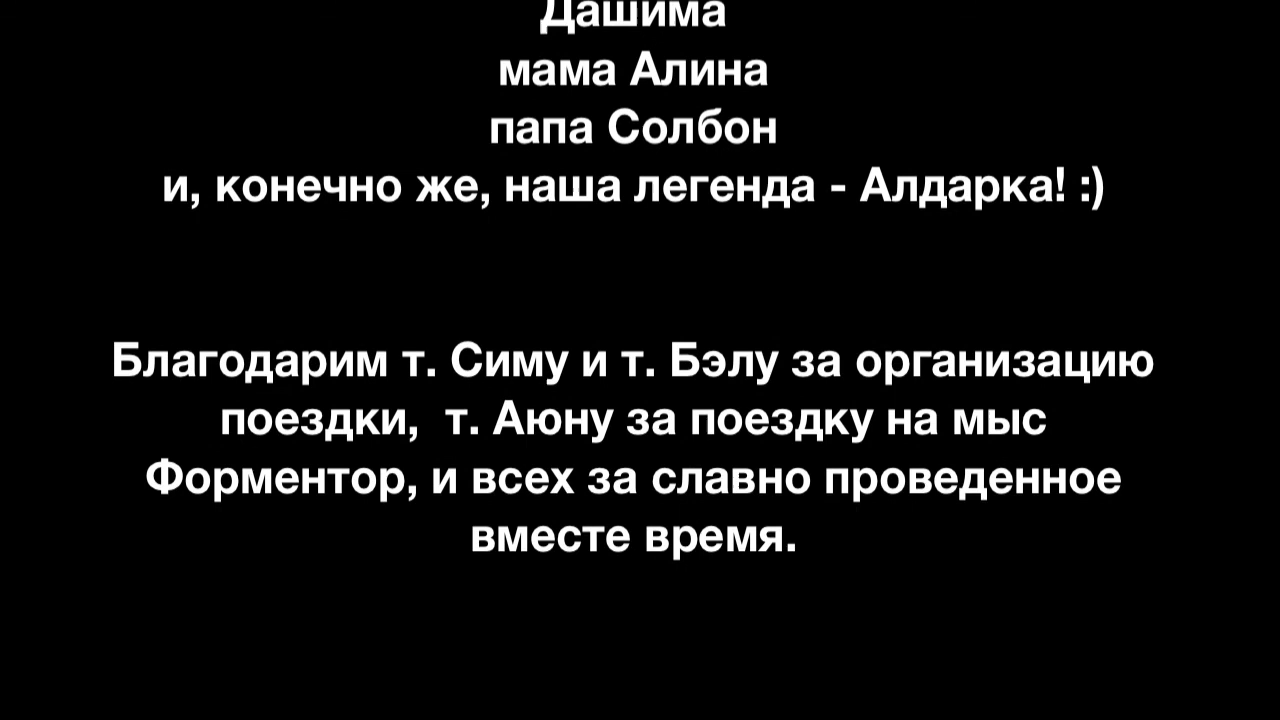 Дашима
мама Алина
папа Солбон
и, конечно же, наша легенда - Алдарка! :)
Благодарим т. Симу и т. Бэлу за организацию
поездки,  т. Аюну за поездку на мыс
Форментор, и всех за славно проведенное
вместе время.